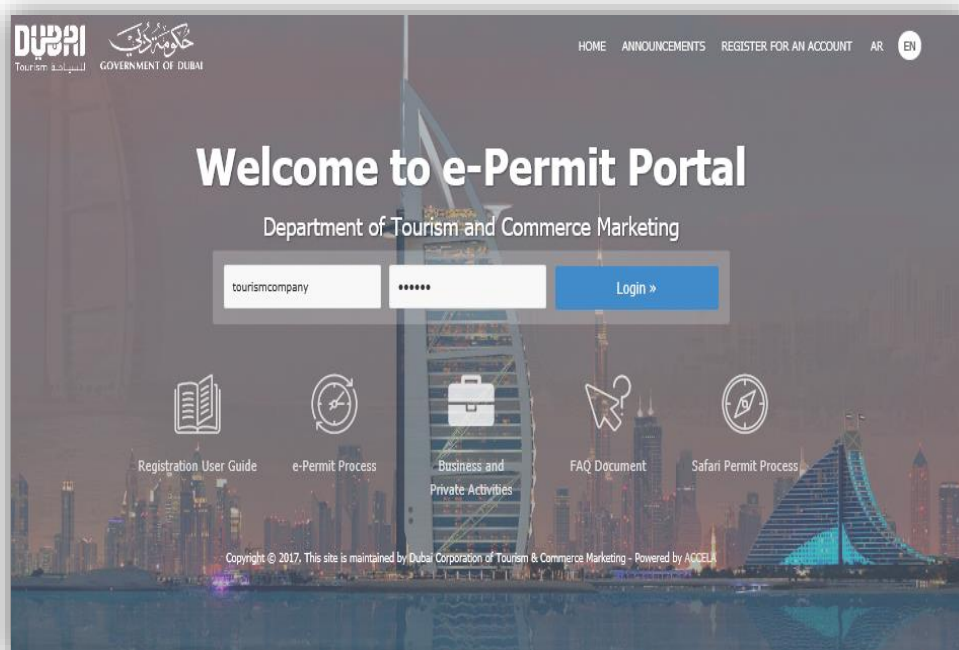 DUBAI
Tourism للسياحة
حكومة دبي
GOVERNMENT OF DUBAI
HOME ANNOUNCEMENTS REGISTER FOR AN ACCOUNT AR EN
Welcome to e-Permit Portal
Department of Tourism and Commerce Marketing
tourismcompany •••••• Login »
Registration User Guide e-Permit Process Business and FAQ Document Safari Permit Process
Private Activities
Copyright © 2017. This site is maintained by Dubai Corporation of Tourism & Commerce Marketing - Powered by ACCELA